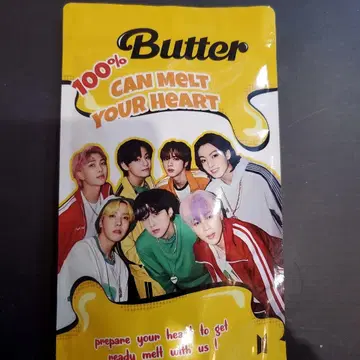 Butter
100%
CAN MELT
YOUR HEART
prepare your heart to get
ready melt with us !